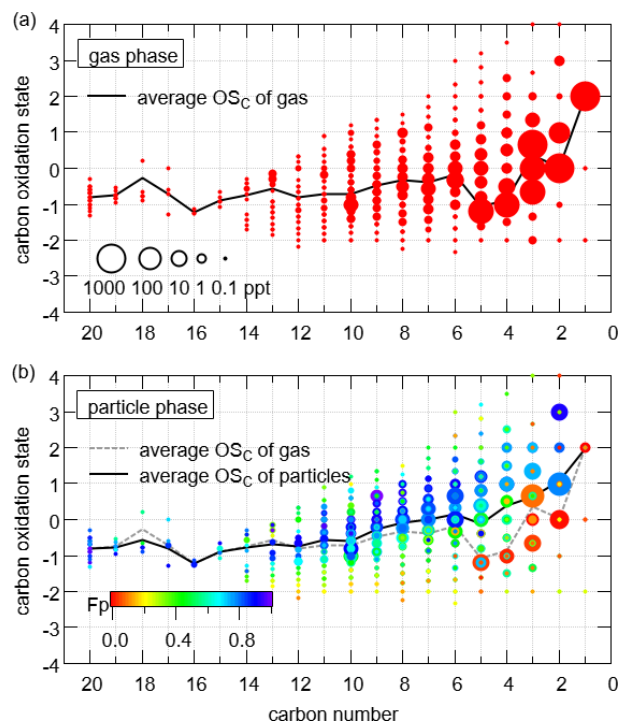 (a)
4
3
2
1
0
-1
-2
-3
-4
carbon oxidation state
gas phase
average OSC of gas
1000 100 10 1 0.1 ppt
20 18 16 14 12 10 8 6 4 2 0
(b)
4
3
2
1
0
-1
-2
-3
-4
carbon oxidation state
particle phase
average OSC of gas
average OSC of particles
Fp
0.0 0.4 0.8
20 18 16 14 12 10 8 6 4 2 0
carbon number